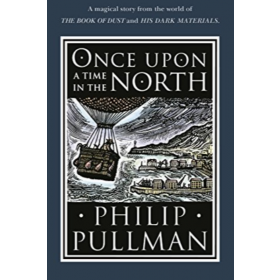 A magical story from the world of
THE BOOK OF DUST and HIS DARK MATERIALS.
ONCE UPON
A TIME
IN THE
NORTH
· PHILIP ·
PULLMAN